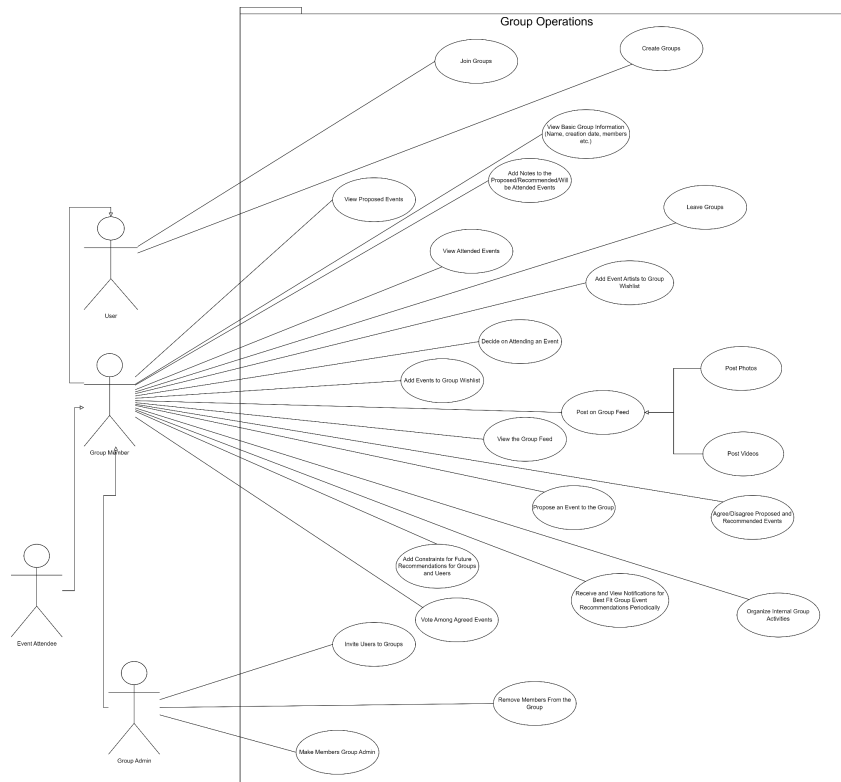 Group Operations
Create Groups
Join Groups
View Basic Group Information
(Name, creation date, members
etc.)
Add Notes to the
Proposed/Recommended/Will
be Attended Events
View Proposed Events
Leave Groups
View Attended Events
Add Event Artists to Group
Wishlist
User
Decide on Attending an Event
Post Photos
Add Events to Group Wishlist
Post on Group Feed
View the Group Feed
Group Member
Post Videos
Propose an Event to the Group
Agree/Disagree Proposed and
Recommended Events
Add Constraints for Future
Recommendations for Groups
and Users
Receive and View Notifications for
Best Fit Group Event
Recommendations Periodically
Organize Internal Group
Activities
Vote Among Agreed Events
Event Attendee
Invite Users to Groups
Remove Members From the
Group
Make Members Group Admin
Group Admin